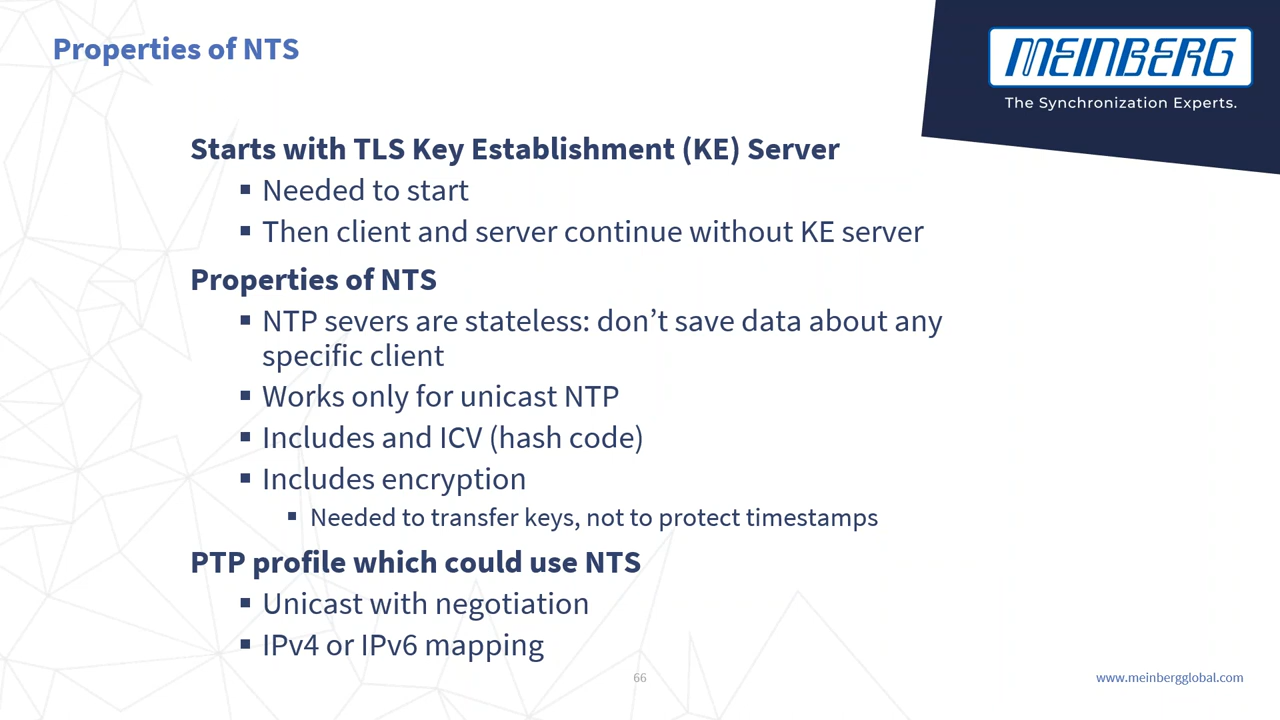 Properties of NTS
MEINBERG
The Synchronization Experts.
Starts with TLS Key Establishment (KE) Server
▪ Needed to start
▪ Then client and server continue without KE server
Properties of NTS
▪ NTP severs are stateless: don’t save data about any
specific client
▪ Works only for unicast NTP
▪ Includes and ICV (hash code)
▪ Includes encryption
▪ Needed to transfer keys, not to protect timestamps
PTP profile which could use NTS
▪ Unicast with negotiation
▪ IPv4 or IPv6 mapping
66
www.meinbergglobal.com